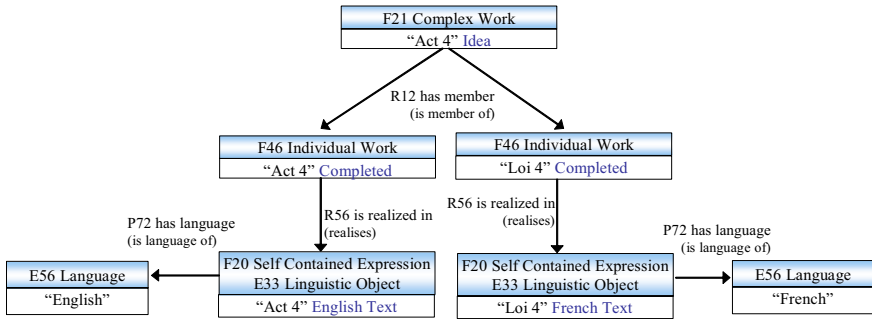 F21 Complex Work
“Act 4” Idea
R12 has member
(is member of)
F46 Individual Work
“Act 4” Completed
F46 Individual Work
“Loi 4” Completed
R56 is realized in
(realises)
R56 is realized in
(realises)
P72 has language
(is language of)
P72 has language
(is language of)
E56 Language
“English”
F20 Self Contained Expression
E33 Linguistic Object
“Act 4” English Text
F20 Self Contained Expression
E33 Linguistic Object
“Loi 4” French Text
E56 Language
“French”